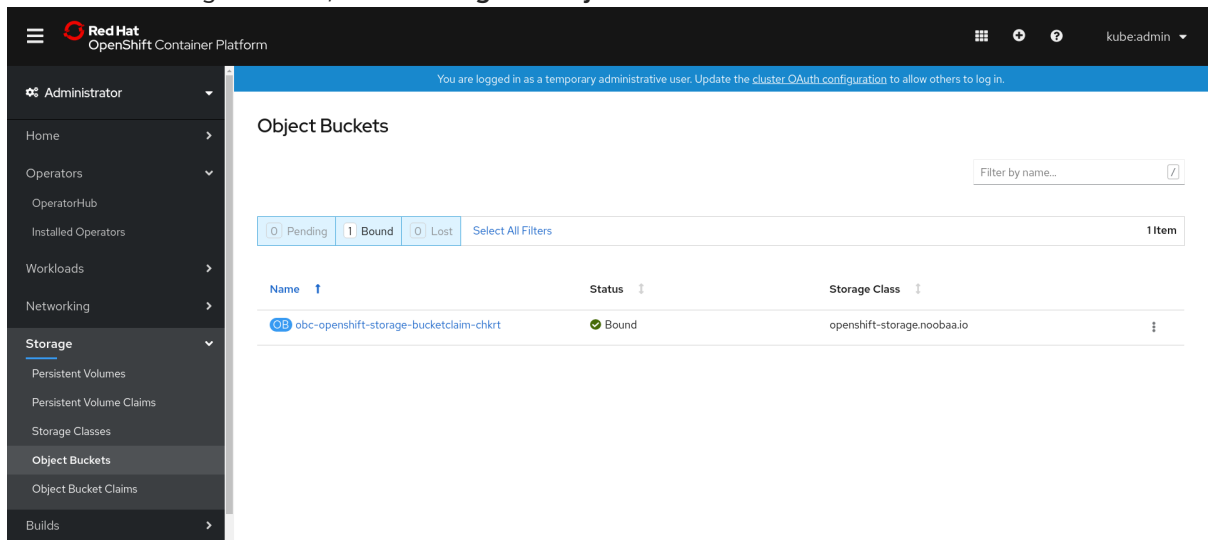 Red Hat
OpenShift Container Platform
kube:admin
You are logged in as a temporary administrative user. Update the cluster OAuth configuration to allow others to log in.
Administrator
Home
Operators
OperatorHub
Installed Operators
Workloads
Networking
Storage
Persistent Volumes
Persistent Volume Claims
Storage Classes
Object Buckets
Object Bucket Claims
Builds
Object Buckets
Filter by name... /
0 Pending 1 Bound 0 Lost Select All Filters 1 Item
Name Status Storage Class
OB obc-openshift-storage-bucketclaim-chkrt Bound openshift-storage.noobaa.io